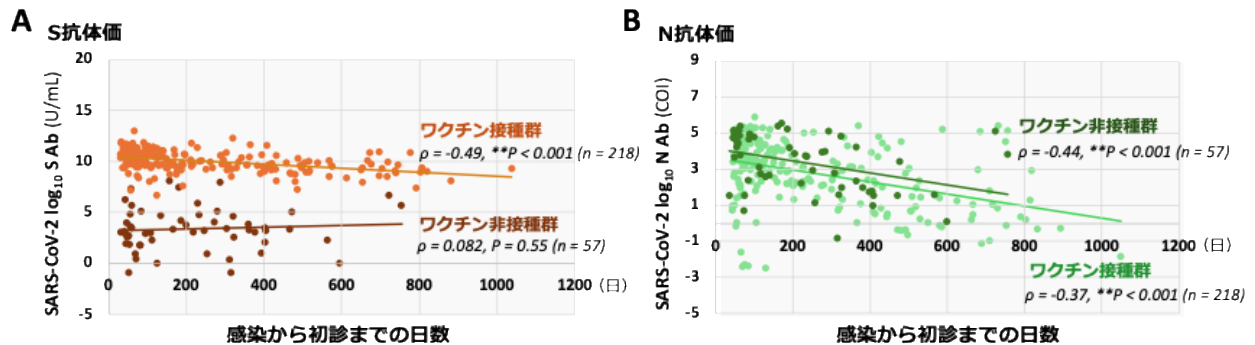 A S抗体価
SARS-CoV-2 log10 S Ab (U/mL)
20
15
10
5
0
-5
ワクチン接種群
ρ = -0.49, **P < 0.001 (n = 218)
ワクチン非接種群
ρ = 0.082, P = 0.55 (n = 57)
0 200 400 600 800 1000 1200 (日)
感染から初診までの日数
B N抗体価
SARS-CoV-2 log10 N Ab (COI)
9
7
5
3
1
-1
-3
-5
ワクチン非接種群
ρ = -0.44, **P < 0.001 (n = 57)
0 200 400 600 800 1000 1200 (日)
ワクチン接種群
ρ = -0.37, **P < 0.001 (n = 218)
感染から初診までの日数